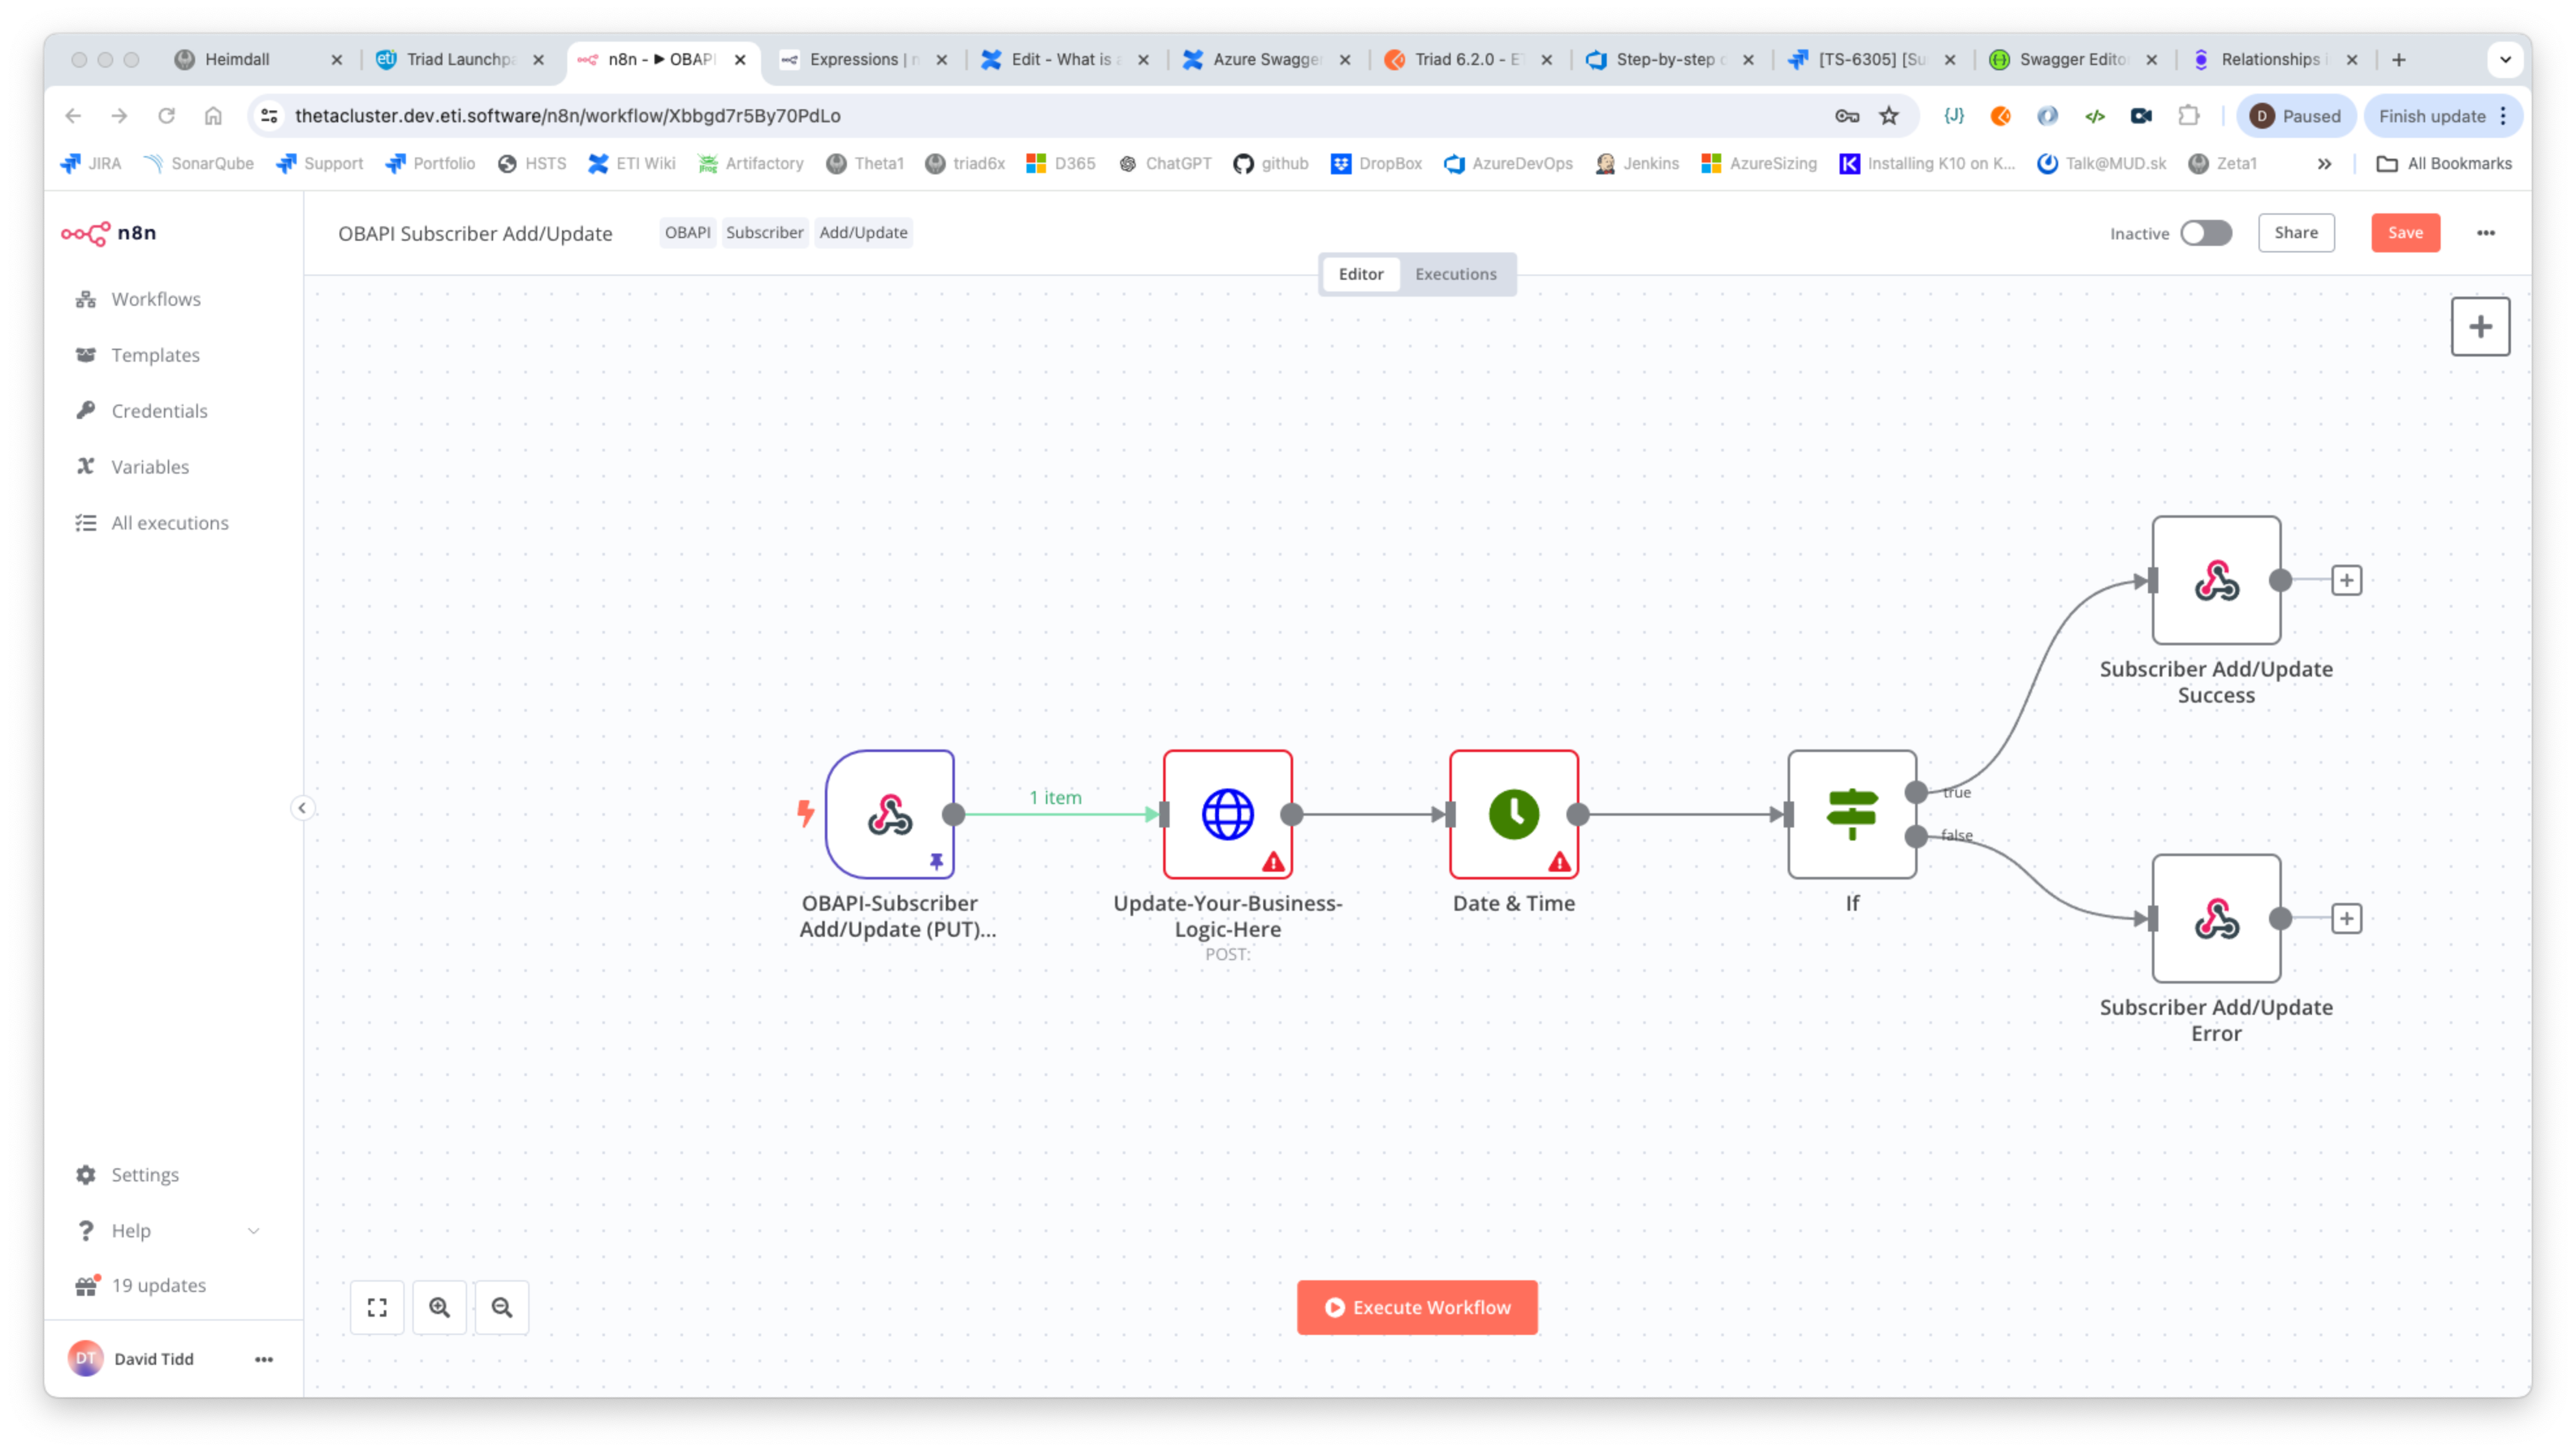 Heimdall
Triad Launchpa
n8n - ▶ OBAPI
Expressions | n
Edit - What is a
Azure Swagge
Triad 6.2.0 - E
Step-by-step
[TS-6305] [Su
Swagger Edito
Relationships
thetacluster.dev.eti.software/n8n/workflow/Xbbgd7r5By70PdLo
Paused
Finish update
JIRA
SonarQube
Support
Portfolio
HSTS
ETI Wiki
Artifactory
Theta1
triad6x
D365
ChatGPT
github
DropBox
AzureDevOps
Jenkins
AzureSizing
Installing K10 on K...
Talk@MUD.sk
Zeta1
All Bookmarks
n8n
OBAPI Subscriber Add/Update
OBAPI
Subscriber
Add/Update
Inactive
Share
Save
Editor
Executions
Workflows
Templates
Credentials
Variables
All executions
Subscriber Add/Update
Success
1 item
true
false
OBAPI-Subscriber
Add/Update (PUT)...
Update-Your-Business-
Logic-Here
POST:
Date & Time
If
Subscriber Add/Update
Error
Settings
Help
19 updates
Execute Workflow
DT
David Tidd